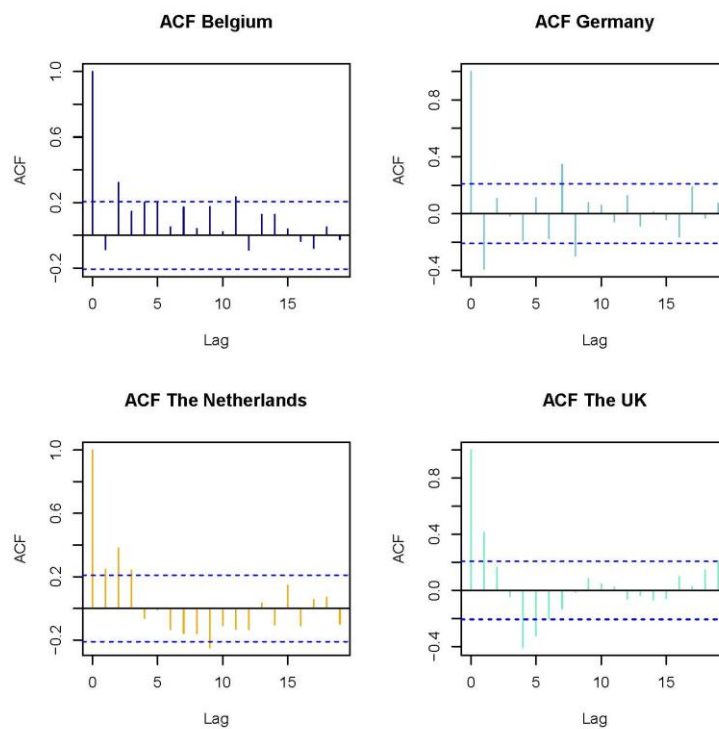 ACF Belgium
ACF
1.0
0.6
0.2
−0.2
0 5 10 15
Lag
ACF Germany
ACF
0.8
0.4
0.0
−0.4
0 5 10 15
Lag
ACF The Netherlands
ACF
1.0
0.6
0.2
−0.2
0 5 10 15
Lag
ACF The UK
ACF
0.8
0.4
0.0
−0.4
0 5 10 15
Lag